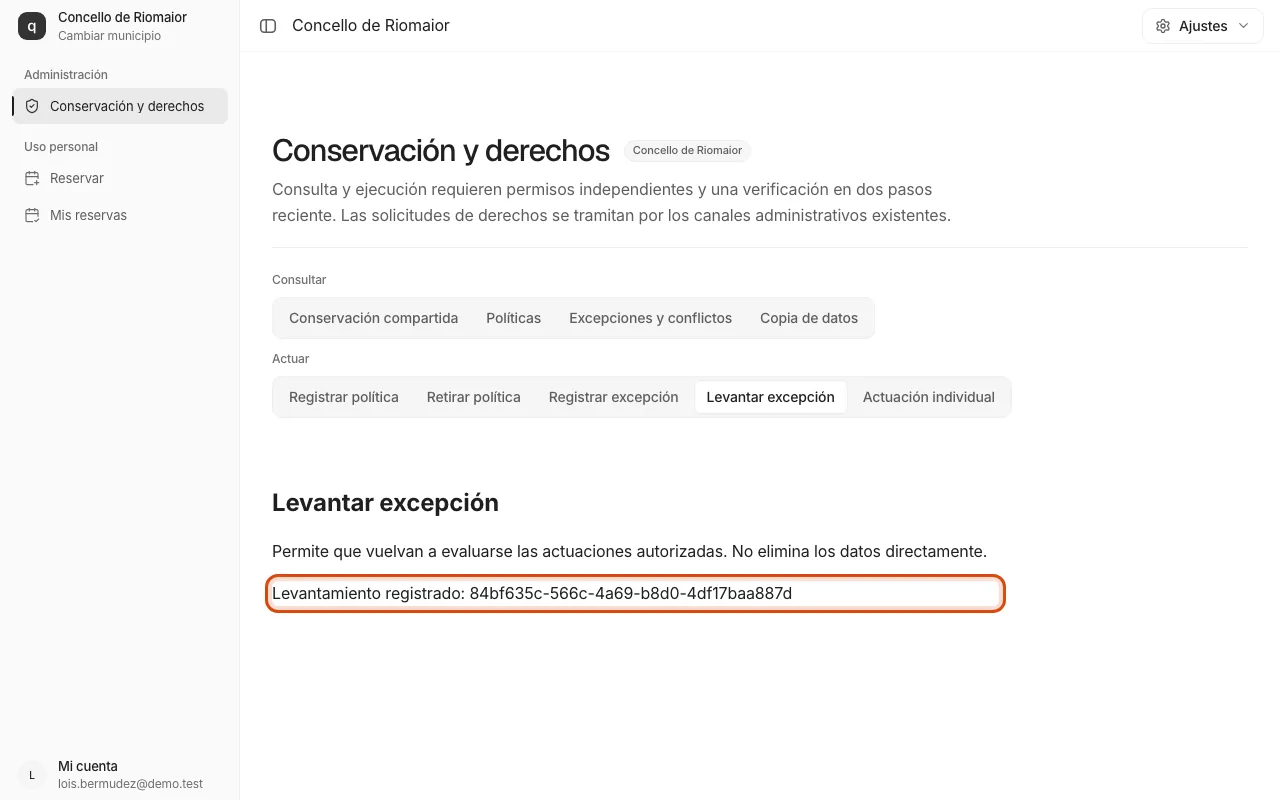 q
Concello de Riomaior
Cambiar municipio
Administración
Conservación y derechos
Uso personal
Reservar
Mis reservas
L
Mi cuenta
lois.bermudez@demo.test
Concello de Riomaior
Ajustes
Conservación y derechos
Concello de Riomaior
Consulta y ejecución requieren permisos independientes y una verificación en dos pasos
reciente. Las solicitudes de derechos se tramitan por los canales administrativos existentes.
Consultar
Conservación compartida Políticas Excepciones y conflictos Copia de datos
Actuar
Registrar política Retirar política Registrar excepción Levantar excepción Actuación individual
Levantar excepción
Permite que vuelvan a evaluarse las actuaciones autorizadas. No elimina los datos directamente.
Levantamiento registrado: 84bf635c-566c-4a69-b8d0-4df17baa887d